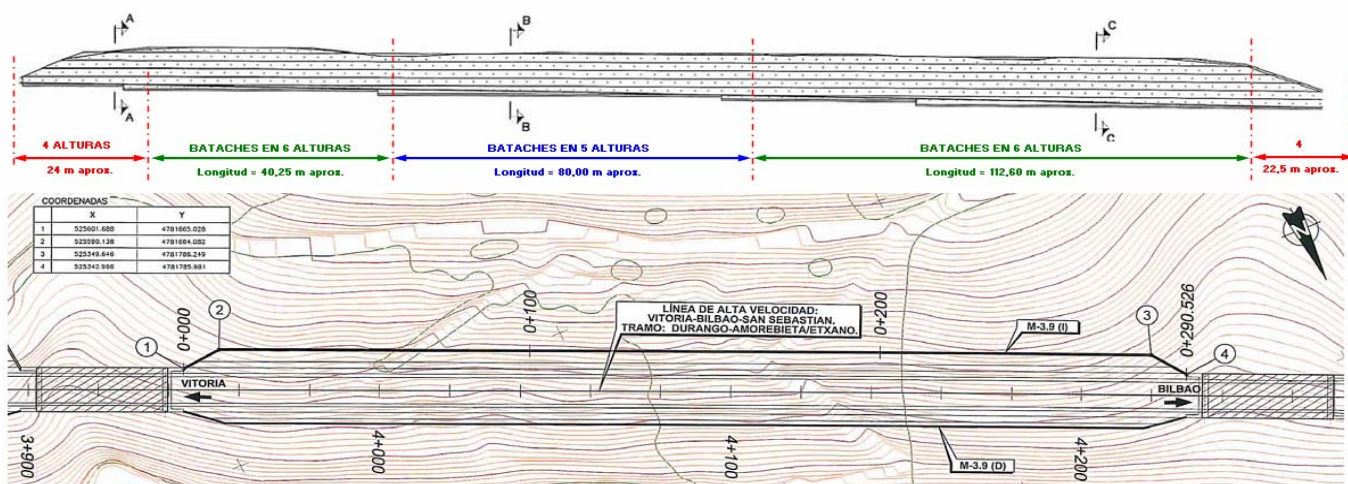 A
B
C
A
B
C
4 ALTURAS
24 m aprox.
BATACHES EN 6 ALTURAS
Longitud = 40,25 m aprox.
BATACHES EN 5 ALTURAS
Longitud = 80,00 m aprox.
BATACHES EN 6 ALTURAS
Longitud = 112,60 m aprox.
4
22,5 m aprox.
COORDENADAS
X Y
1 525601.688 4781665.028
2 4781664.082
3 525349.646 4781786.249
4 4781785.981
1
2
3
4
0+000
0+100
0+200
0+290.526
LÍNEA DE ALTA VELOCIDAD:
VITORIA-BILBAO-SAN SEBASTIAN.
TRAMO: DURANGO-AMOREBIETA/ETXANO.
M-3.9 (I)
VITORIA
BILBAO
M-3.9 (D)
3+900
4+000
4+100
4+200